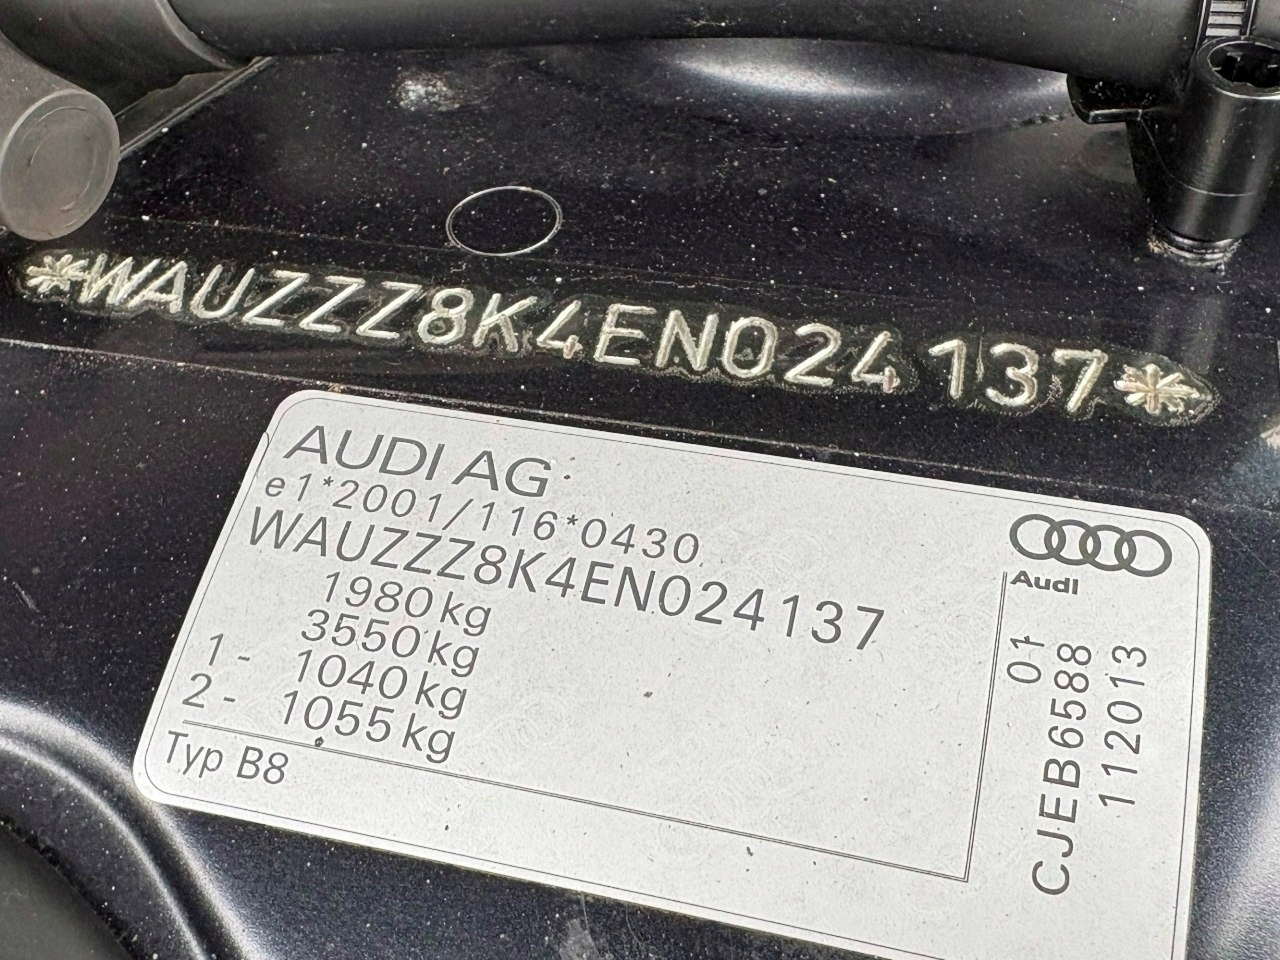 *WAUZZZ8K4EN024137*
AUDI AG
e1*2001/116*0430
WAUZZZ8K4EN024137
1980 kg
3550 kg
1 - 1040 kg
2 - 1055 kg
Typ B8
Audi
01
CJEB6588
112013